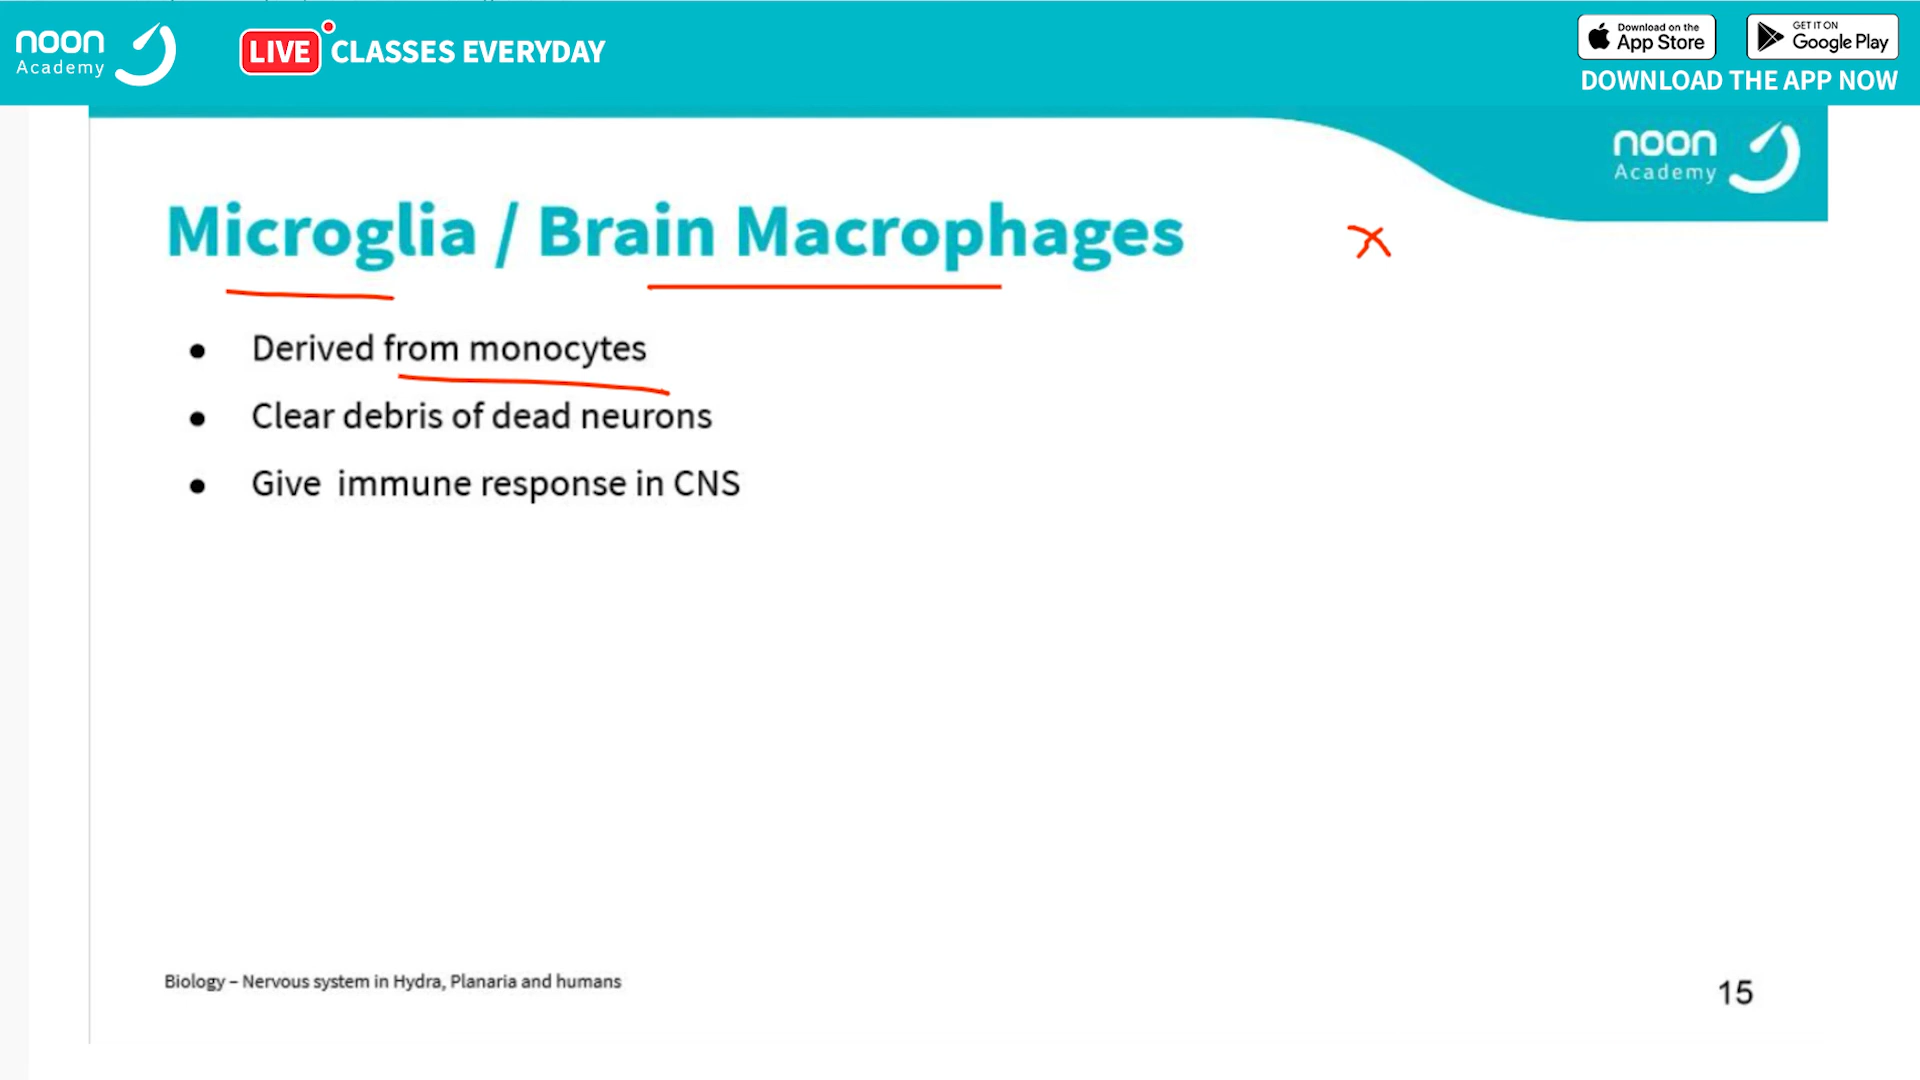 noon
Academy
LIVE CLASSES EVERYDAY
Download on the
App Store
GET IT ON
Google Play
DOWNLOAD THE APP NOW
noon
Academy
Microglia / Brain Macrophages
x
● Derived from monocytes
● Clear debris of dead neurons
● Give immune response in CNS
Biology – Nervous system in Hydra, Planaria and humans
15